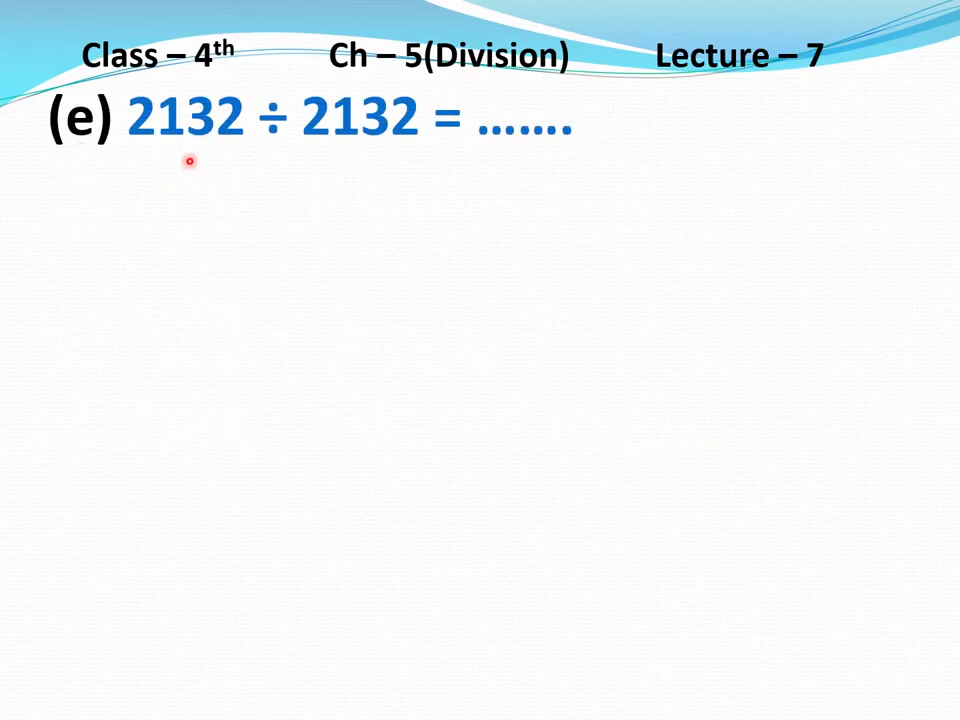 Class – 4th Ch – 5(Division) Lecture – 7
(e) 2132 ÷ 2132 = …….